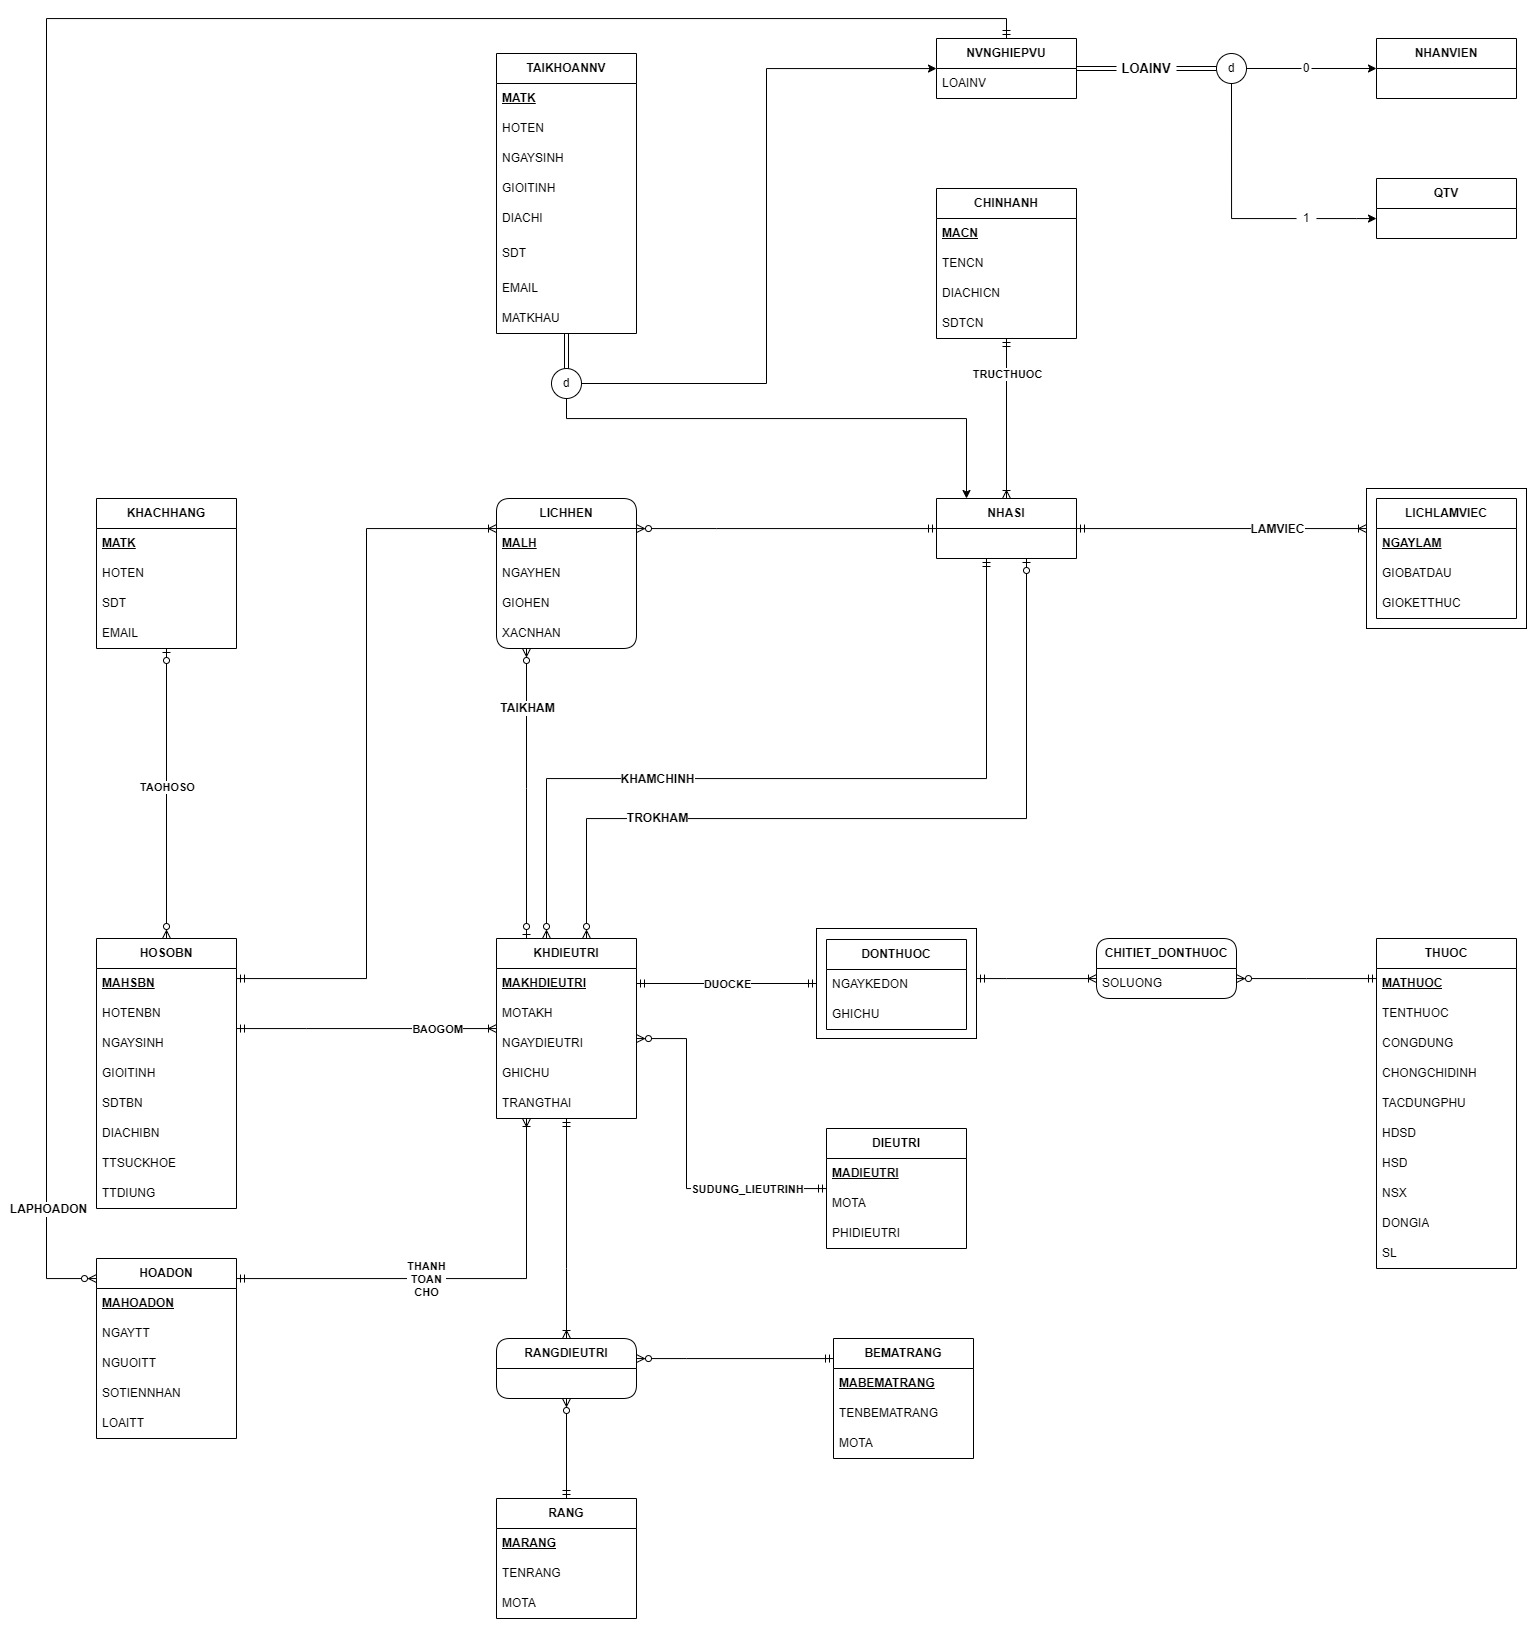 TAIKHOANNV
MATK
HOTEN
NGAYSINH
GIOITINH
DIACHI
SDT
EMAIL
MATKHAU
d
NVNGHIEPVU
LOAINV
LOAINV
d
0
NHANVIEN
1
QTV
CHINHANH
MACN
TENCN
DIACHICN
SDTCN
TRUCTHUOC
KHACHHANG
MATK
HOTEN
SDT
EMAIL
LICHHEN
MALH
NGAYHEN
GIOHEN
XACNHAN
NHASI
LAMVIEC
LICHLAMVIEC
NGAYLAM
GIOBATDAU
GIOKETTHUC
TAIKHAM
TAOHOSO
KHAMCHINH
TROKHAM
HOSOBN
MAHSBN
HOTENBN
NGAYSINH
GIOITINH
SDTBN
DIACHIBN
TTSUCKHOE
TTDIUNG
BAOGOM
KHDIEUTRI
MAKHDIEUTRI
MOTAKH
NGAYDIEUTRI
GHICHU
TRANGTHAI
DUOCKE
DONTHUOC
NGAYKEDON
GHICHU
CHITIET_DONTHUOC
SOLUONG
THUOC
MATHUOC
TENTHUOC
CONGDUNG
CHONGCHIDINH
TACDUNGPHU
HDSD
HSD
NSX
DONGIA
SL
SUDUNG_LIEUTRINH
DIEUTRI
MADIEUTRI
MOTA
PHIDIEUTRI
LAPHOADON
HOADON
MAHOADON
NGAYTT
NGUOITT
SOTIENNHAN
LOAITT
THANH
TOAN
CHO
RANGDIEUTRI
BEMATRANG
MABEMATRANG
TENBEMATRANG
MOTA
RANG
MARANG
TENRANG
MOTA